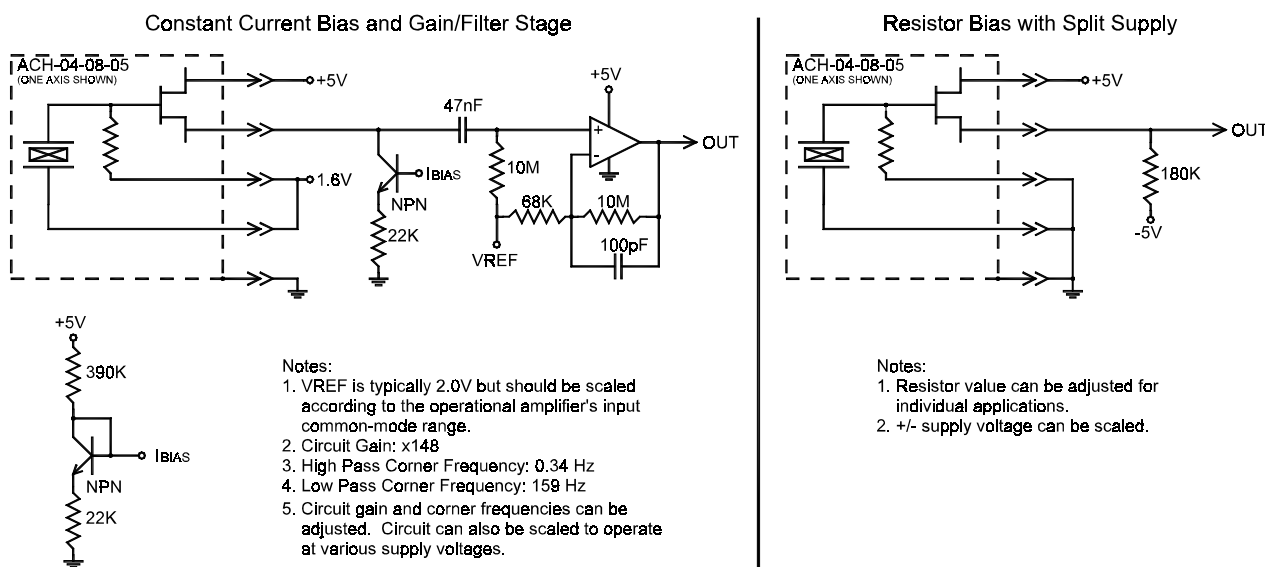 Constant Current Bias and Gain/Filter Stage
ACH-04-08-05
(ONE AXIS SHOWN)
+5V
1.6V
47nF
+5V
+
-
OUT
10M
IBIAS
NPN
22K
68K
10M
100pF
VREF
+5V
390K
IBIAS
NPN
22K
Notes:
1. VREF is typically 2.0V but should be scaled
according to the operational amplifier's input
common-mode range.
2. Circuit Gain: x148
3. High Pass Corner Frequency: 0.34 Hz
4. Low Pass Corner Frequency: 159 Hz
5. Circuit gain and corner frequencies can be
adjusted. Circuit can also be scaled to operate
at various supply voltages.
Resistor Bias with Split Supply
ACH-04-08-05
(ONE AXIS SHOWN)
+5V
OUT
180K
-5V
Notes:
1. Resistor value can be adjusted for
individual applications.
2. +/- supply voltage can be scaled.